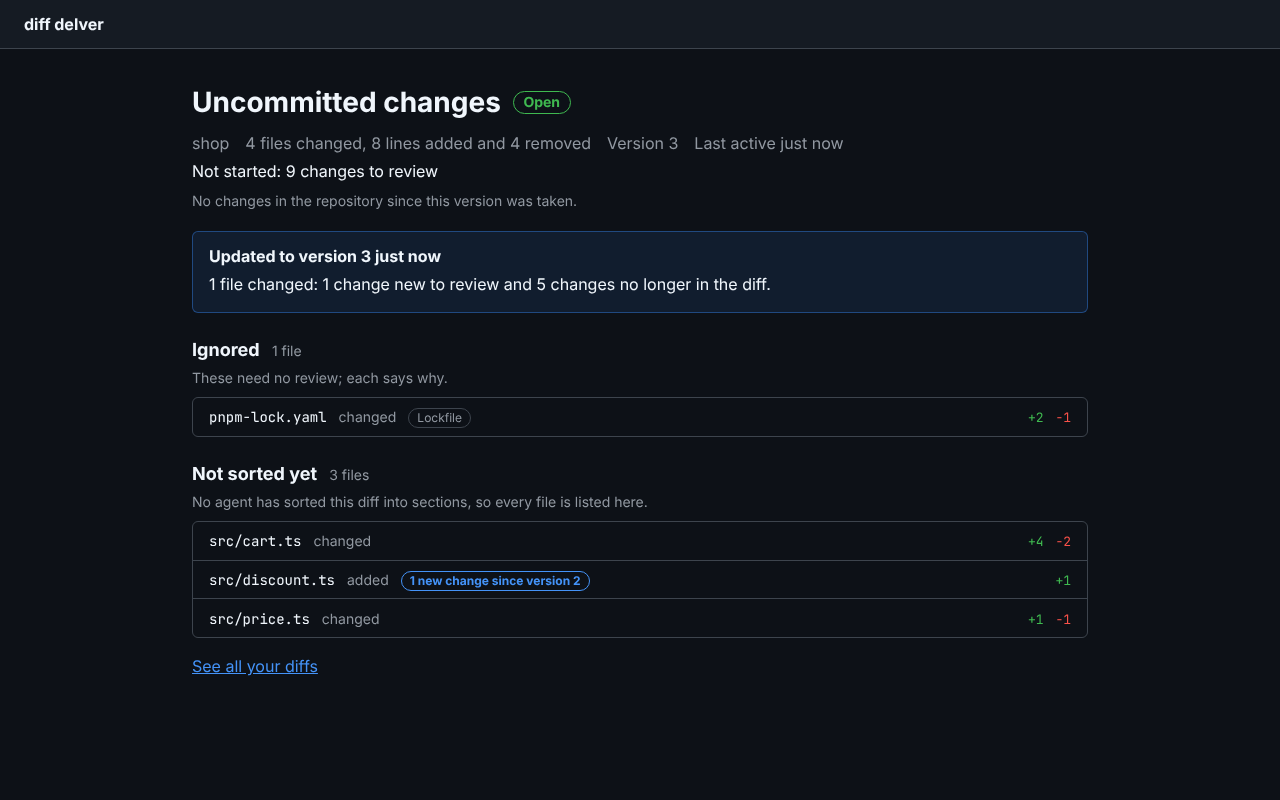 diff delver
Uncommitted changes Open
shop 4 files changed, 8 lines added and 4 removed Version 3 Last active just now
Not started: 9 changes to review
No changes in the repository since this version was taken.
Updated to version 3 just now
1 file changed: 1 change new to review and 5 changes no longer in the diff.
Ignored 1 file
These need no review; each says why.
pnpm-lock.yaml changed Lockfile +2 -1
Not sorted yet 3 files
No agent has sorted this diff into sections, so every file is listed here.
src/cart.ts changed +4 -2
src/discount.ts added 1 new change since version 2 +1
src/price.ts changed +1 -1
See all your diffs